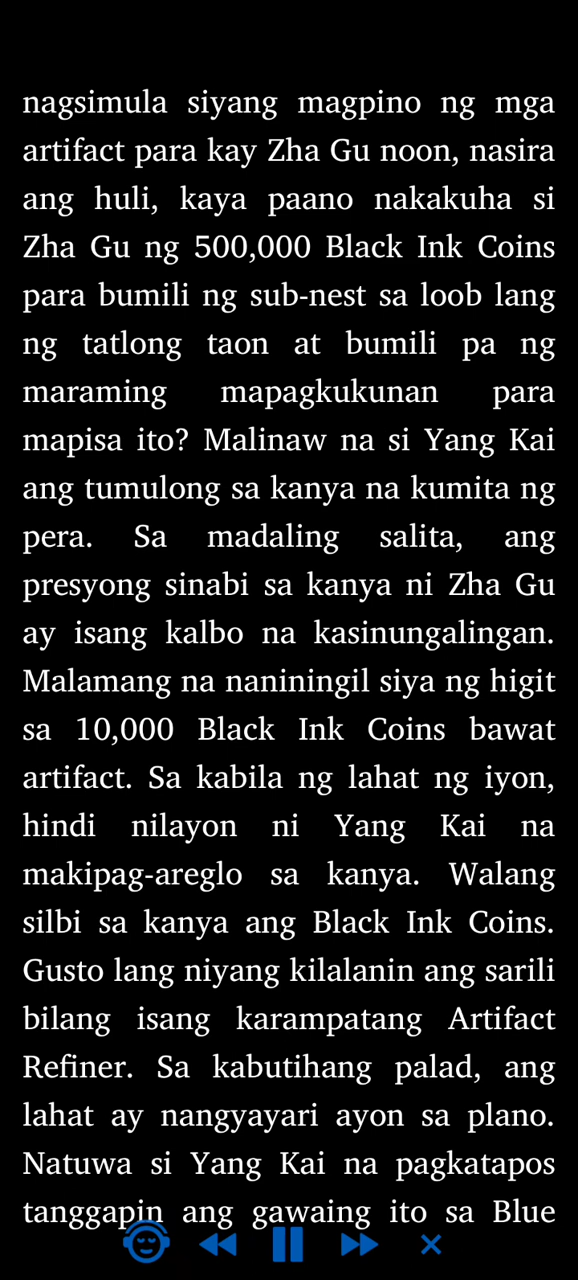 nagsimula siyang magpino ng mga
artifact para kay Zha Gu noon, nasira
ang huli, kaya paano nakakuha si
Zha Gu ng 500,000 Black Ink Coins
para bumili ng sub-nest sa loob lang
ng tatlong taon at bumili pa ng
maraming mapagkukunan para
mapisa ito? Malinaw na si Yang Kai
ang tumulong sa kanya na kumita ng
pera. Sa madaling salita, ang
presyong sinabi sa kanya ni Zha Gu
ay isang kalbo na kasinungalingan.
Malamang na naniningil siya ng higit
sa 10,000 Black Ink Coins bawat
artifact. Sa kabila ng lahat ng iyon,
hindi nilayon ni Yang Kai na
makipag-areglo sa kanya. Walang
silbi sa kanya ang Black Ink Coins.
Gusto lang niyang kilalanin ang sarili
bilang isang karampatang Artifact
Refiner. Sa kabutihang palad, ang
lahat ay nangyayari ayon sa plano.
Natuwa si Yang Kai na pagkatapos
tanggapin ang gawaing ito sa Blue